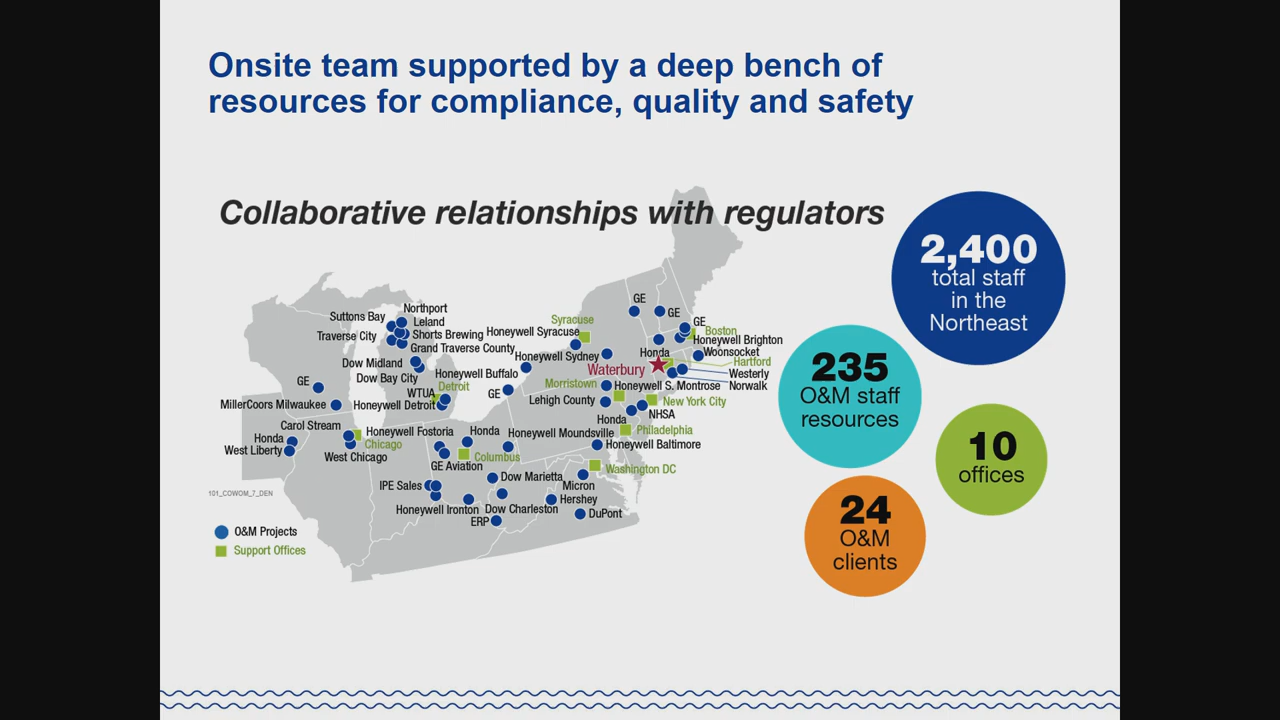 Onsite team supported by a deep bench of
resources for compliance, quality and safety
Collaborative relationships with regulators
2,400
total staff
in the
Northeast
235
O&M staff
resources
10
offices
24
O&M
clients
Northport
Suttons Bay
Leland
Traverse City
Shorts Brewing
Grand Traverse County
Dow Midland
Dow Bay City
GE
WTUA
Detroit
MillerCoors Milwaukee
Honeywell Detroit
Carol Stream
Honda
Chicago
West Liberty
West Chicago
Honeywell Fostoria
Honda
GE Aviation
Columbus
IPE Sales
Honeywell Ironton
ERP
Dow Marietta
Dow Charleston
Honeywell Moundsville
Honeywell Baltimore
Washington DC
Micron
Hershey
DuPont
Syracuse
Honeywell Syracuse
Honeywell Sydney
Honeywell Buffalo
GE
Morristown
Lehigh County
Honeywell S. Montrose
New York City
Honda
NHSA
Philadelphia
GE
GE
GE
Boston
Honeywell Brighton
Honda
Woonsocket
Waterbury
Hartford
Westerly
Norwalk
101_COWOM_7_DEN
O&M Projects
Support Offices